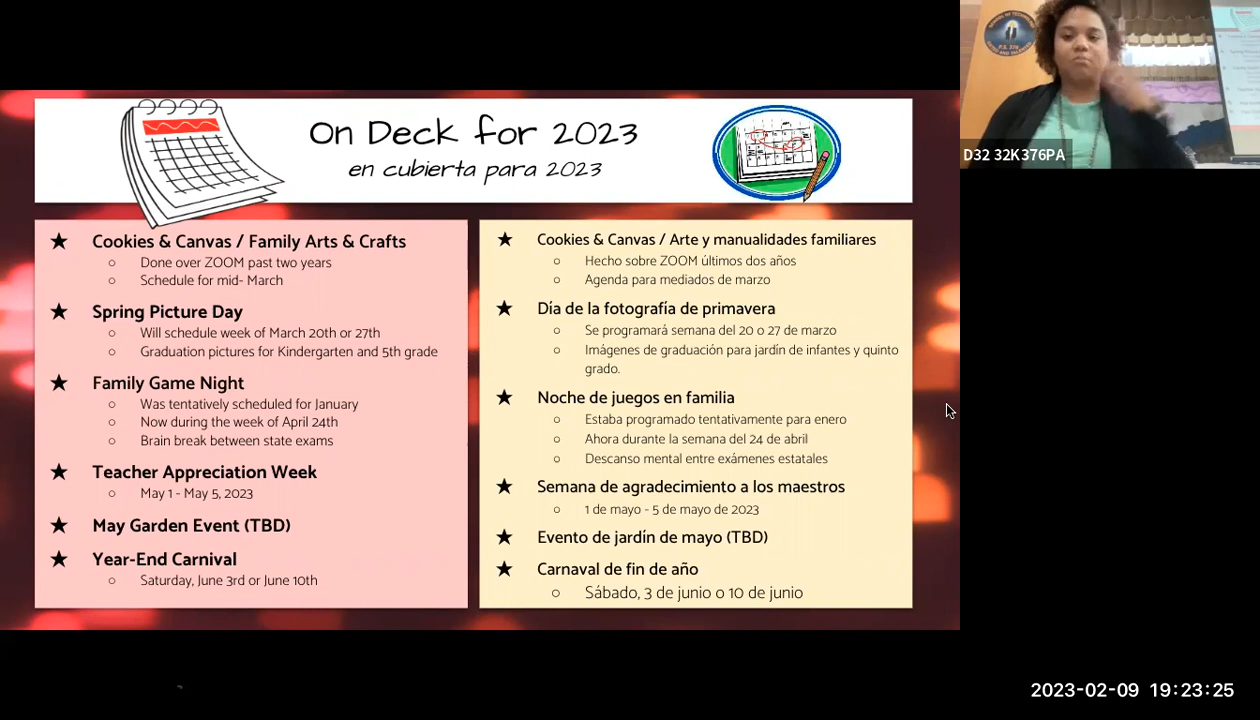 On Deck for 2023
en cubierta para 2023
★ Cookies & Canvas / Family Arts & Crafts
○ Done over ZOOM past two years
○ Schedule for mid- March
★ Spring Picture Day
○ Will schedule week of March 20th or 27th
○ Graduation pictures for Kindergarten and 5th grade
★ Family Game Night
○ Was tentatively scheduled for January
○ Now during the week of April 24th
○ Brain break between state exams
★ Teacher Appreciation Week
○ May 1 - May 5, 2023
★ May Garden Event (TBD)
★ Year-End Carnival
○ Saturday, June 3rd or June 10th
★ Cookies & Canvas / Arte y manualidades familiares
○ Hecho sobre ZOOM últimos dos años
○ Agenda para mediados de marzo
★ Día de la fotografía de primavera
○ Se programará semana del 20 o 27 de marzo
○ Imágenes de graduación para jardín de infantes y quinto
grado.
★ Noche de juegos en familia
○ Estaba programado tentativamente para enero
○ Ahora durante la semana del 24 de abril
○ Descanso mental entre exámenes estatales
★ Semana de agradecimiento a los maestros
○ 1 de mayo - 5 de mayo de 2023
★ Evento de jardín de mayo (TBD)
★ Carnaval de fin de año
○ Sábado, 3 de junio o 10 de junio
D32 32K376PA
2023-02-09 19:23:25